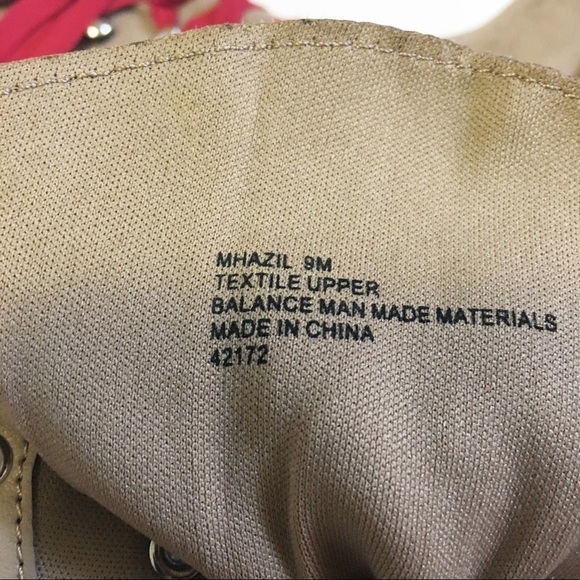 MHAZIL 9M
TEXTILE UPPER
BALANCE MAN MADE MATERIALS
MADE IN CHINA
42172